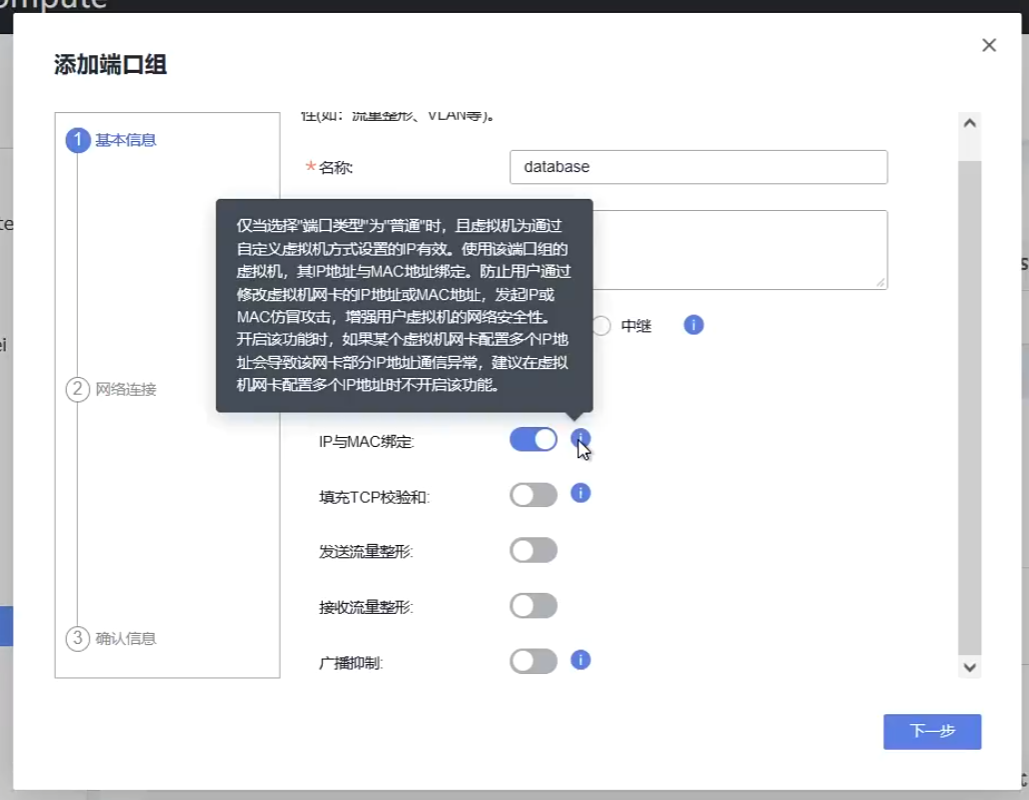 添加端口组
1 基本信息
性(如：流量整形、VLAN等)。
*名称:
database
仅当选择"端口类型"为"普通"时，且虚拟机为通过
自定义虚拟机方式设置的IP有效。使用该端口组的
虚拟机，其IP地址与MAC地址绑定。防止用户通过
修改虚拟机网卡的IP地址或MAC地址，发起IP或
MAC仿冒攻击，增强用户虚拟机的网络安全性。
开启该功能时，如果某个虚拟机网卡配置多个IP地
址会导致该网卡部分IP地址通信异常，建议在虚拟
机网卡配置多个IP地址时不开启该功能。
中继
2 网络连接
IP与MAC绑定:
填充TCP校验和:
发送流量整形:
接收流量整形:
3 确认信息
广播抑制:
下一步